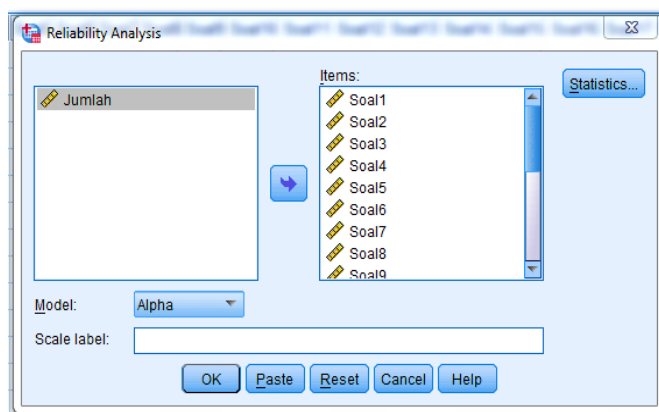 Reliability Analysis
Items:
Jumlah
Soal1
Soal2
Soal3
Soal4
Soal5
Soal6
Soal7
Soal8
Soal9
Statistics...
Model:
Alpha
Scale label:
OK Paste Reset Cancel Help